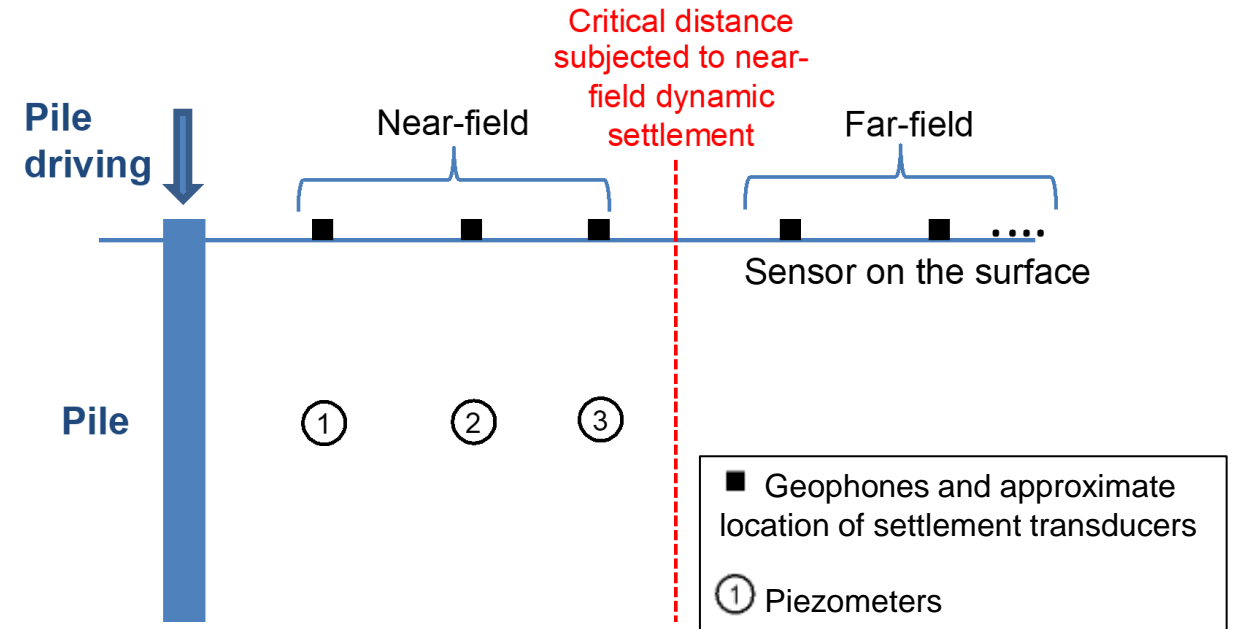 Critical distance
subjected to near-
field dynamic
settlement
Pile
driving
Near-field
Far-field
....
Sensor on the surface
Pile
1
2
3
Geophones and approximate
location of settlement transducers
1 Piezometers